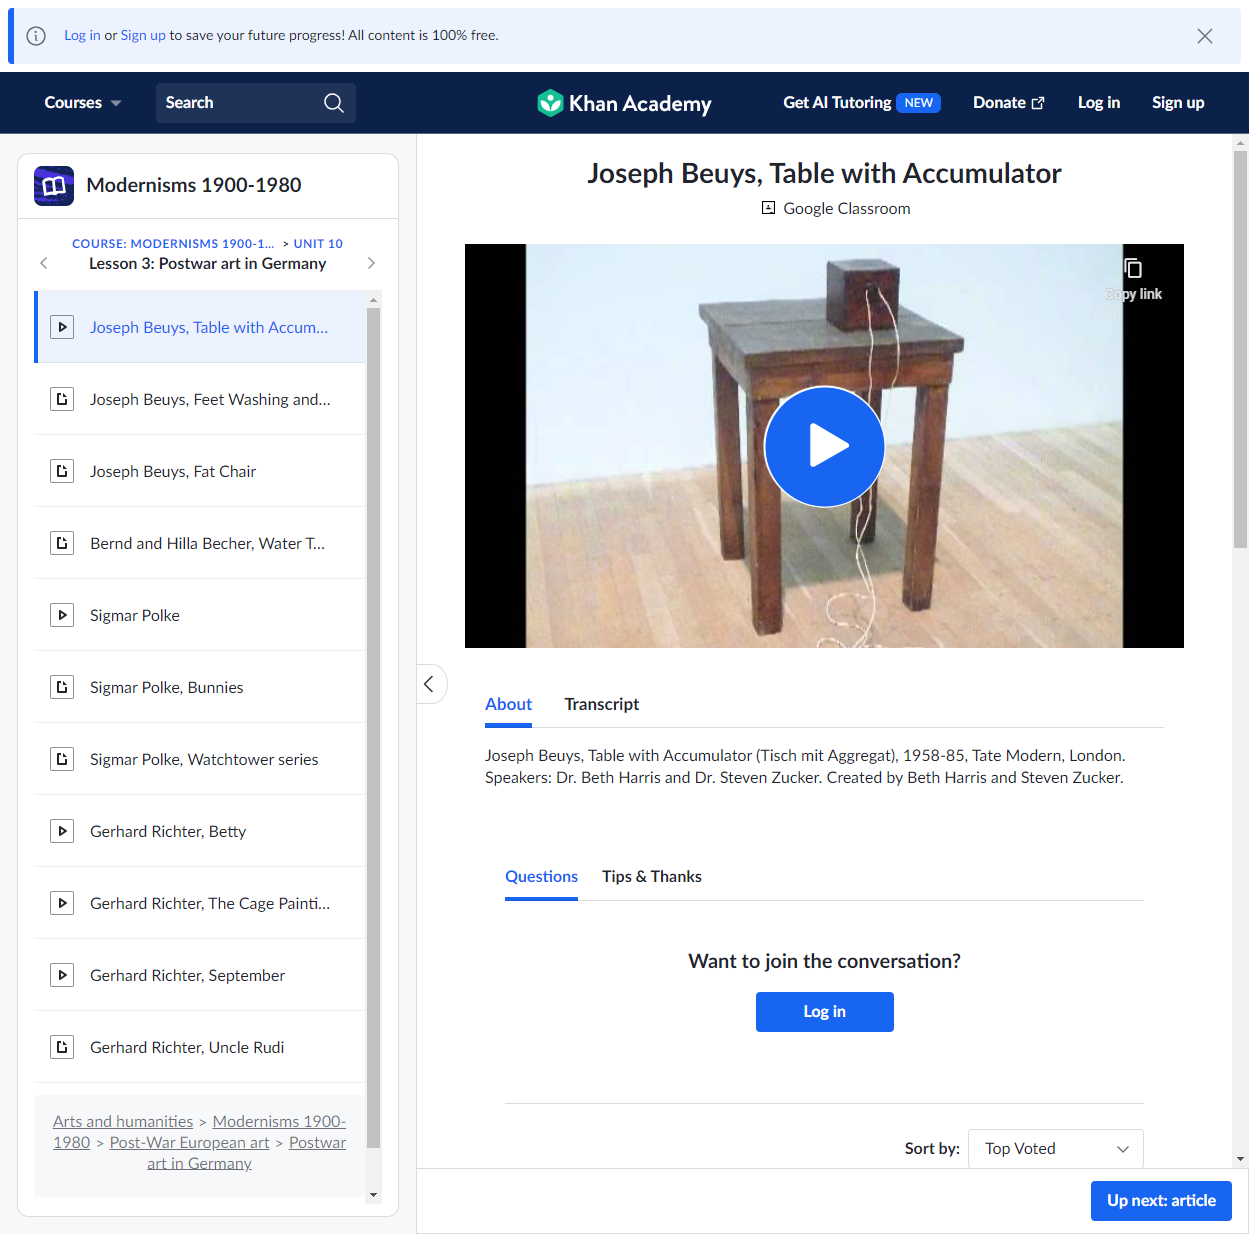 Log in or Sign up to save your future progress! All content is 100% free.
Courses
Search
Khan Academy
Get AI Tutoring NEW
Donate
Log in
Sign up
Modernisms 1900-1980
COURSE: MODERNISMS 1900-1... > UNIT 10
Lesson 3: Postwar art in Germany
Joseph Beuys, Table with Accum...
Joseph Beuys, Feet Washing and...
Joseph Beuys, Fat Chair
Bernd and Hilla Becher, Water T...
Sigmar Polke
Sigmar Polke, Bunnies
Sigmar Polke, Watchtower series
Gerhard Richter, Betty
Gerhard Richter, The Cage Painti...
Gerhard Richter, September
Gerhard Richter, Uncle Rudi
Arts and humanities > Modernisms 1900-
1980 > Post-War European art > Postwar
art in Germany
Joseph Beuys, Table with Accumulator
Google Classroom
Copy link
About
Transcript
Joseph Beuys, Table with Accumulator (Tisch mit Aggregat), 1958-85, Tate Modern, London.
Speakers: Dr. Beth Harris and Dr. Steven Zucker. Created by Beth Harris and Steven Zucker.
Questions
Tips & Thanks
Want to join the conversation?
Log in
Sort by:
Top Voted
Up next: article